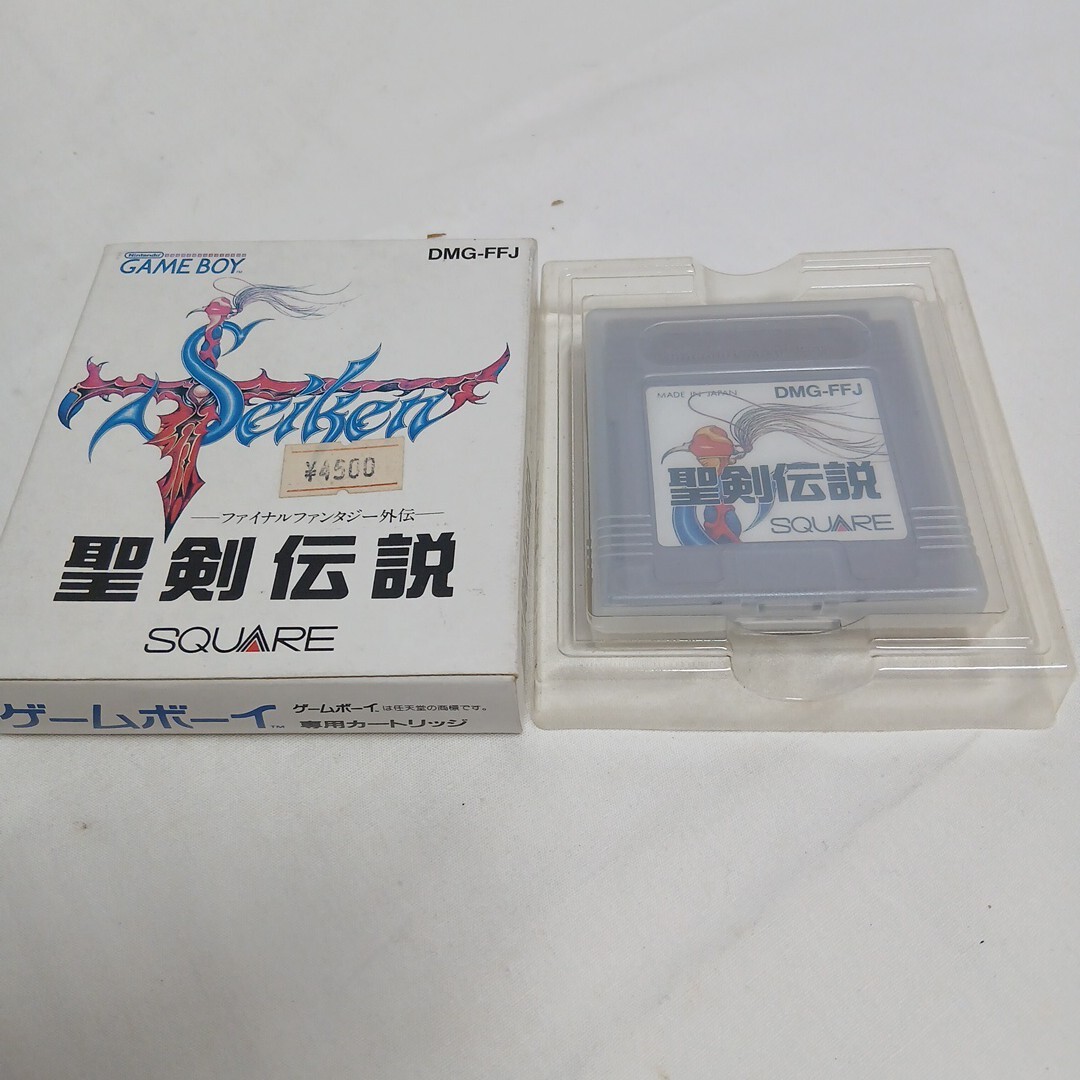 Nintendo
GAME BOY™
DMG-FFJ
Seiken
¥4500
―ファイナルファンタジー外伝―
聖剣伝説
SQUARE
ゲームボーイ™
ゲームボーイ は任天堂の商標です。
専用カートリッジ
MADE IN JAPAN
DMG-FFJ
聖剣伝説
SQUARE